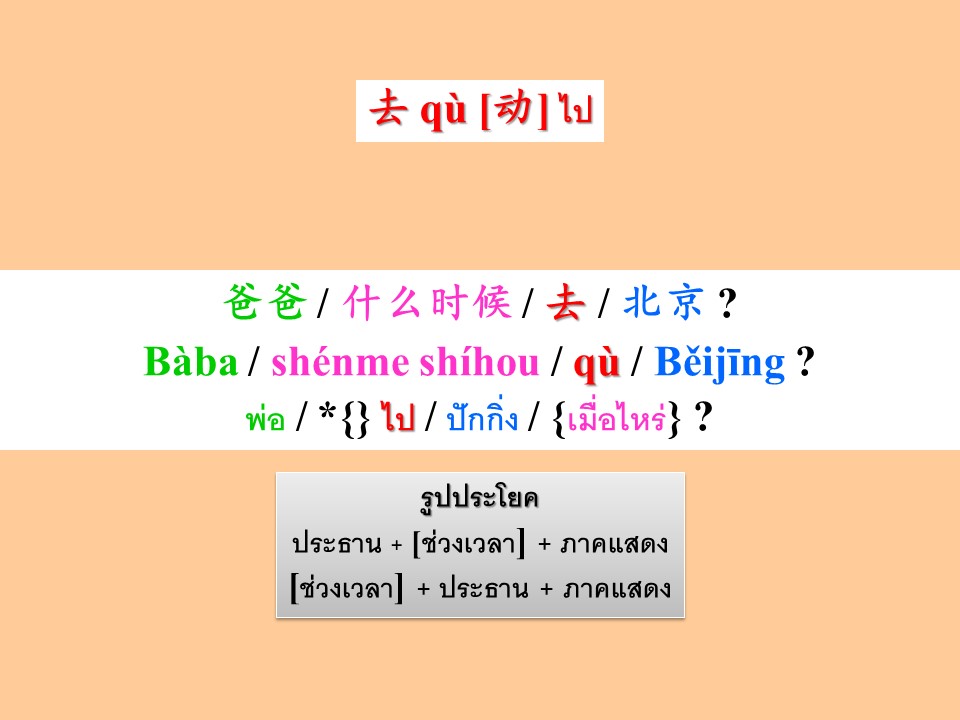 去 qù [动] ไป
爸爸 / 什么时候 / 去 / 北京 ?
Bàba / shénme shíhou / qù / Běijīng ?
พ่อ / *{} ไป / ปักกิ่ง / {เมื่อไหร่} ?
รูปประโยค
ประธาน + [ช่วงเวลา] + ภาคแสดง
[ช่วงเวลา] + ประธาน + ภาคแสดง